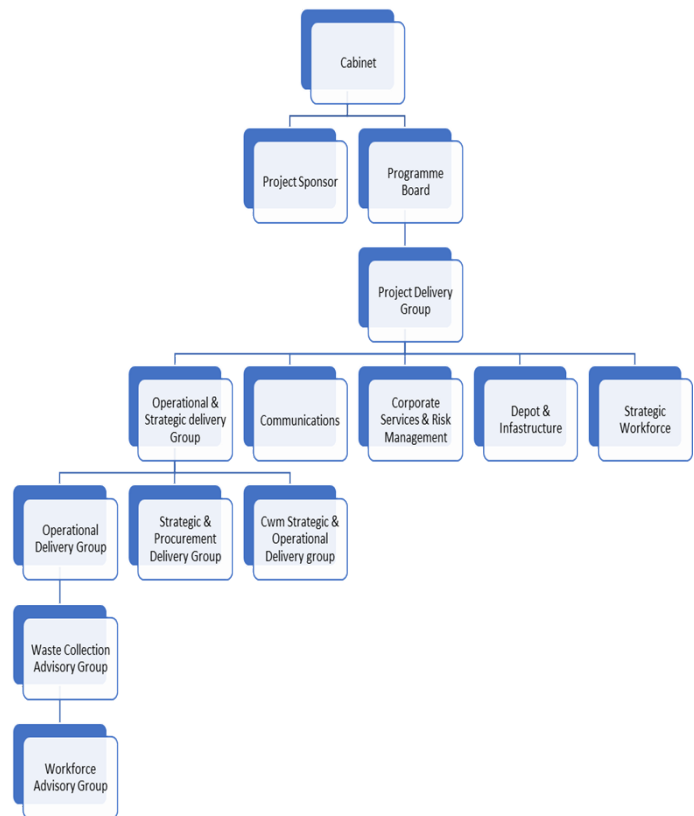 Cabinet
Project Sponsor
Programme
Board
Project Delivery
Group
Operational &
Strategic delivery
Group
Communications
Corporate
Services & Risk
Management
Depot &
Infastructure
Strategic
Workforce
Operational
Delivery Group
Strategic &
Procurement
Delivery Group
Cwm Strategic &
Operational
Delivery group
Waste Collection
Advisory Group
Workforce
Advisory Group